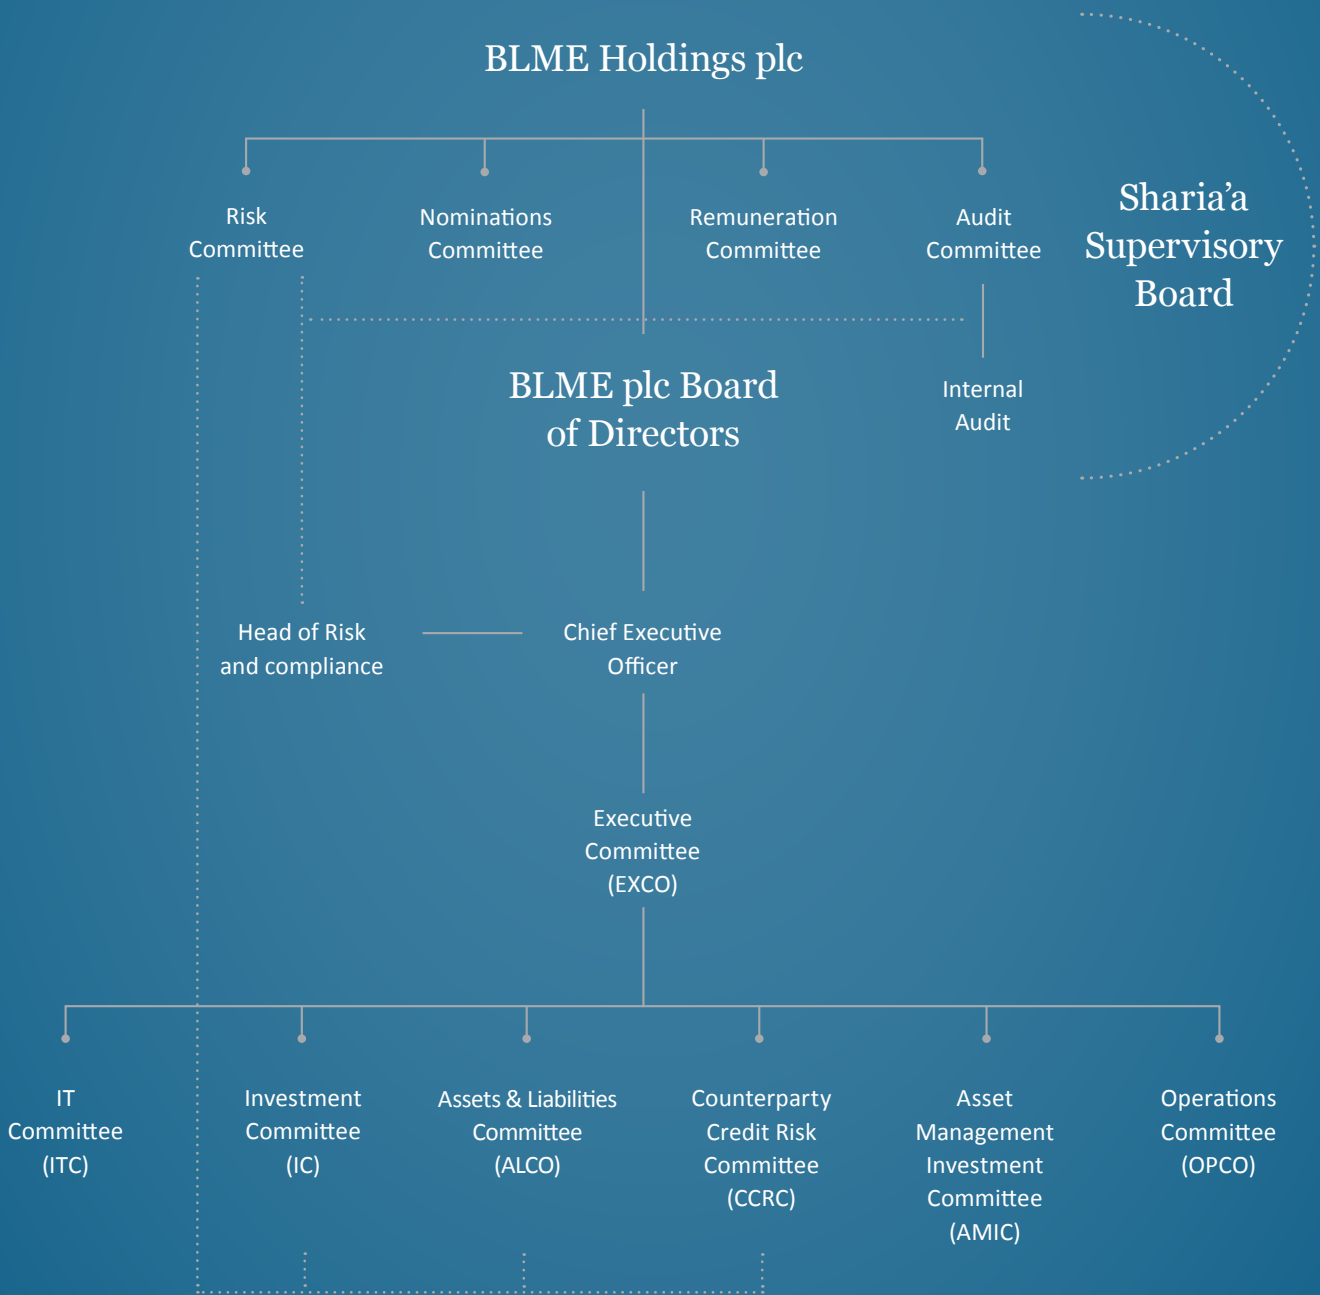 BLME Holdings plc
Sharia'a
Supervisory
Board
Risk
Committee
Nominations
Committee
Remuneration
Committee
Audit
Committee
BLME plc Board
of Directors
Internal
Audit
Head of Risk
and compliance
Chief Executive
Officer
Executive
Committee
(EXCO)
IT
Committee
(ITC)
Investment
Committee
(IC)
Assets & Liabilities
Committee
(ALCO)
Counterparty
Credit Risk
Committee
(CCRC)
Asset
Management
Investment
Committee
(AMIC)
Operations
Committee
(OPCO)